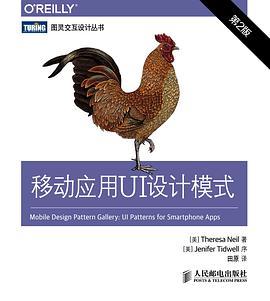 O'REILLY®
TURING 图灵交互设计丛书
第2版
移动应用UI设计模式
Mobile Design Pattern Gallery: UI Patterns for Smartphone Apps
[美] Theresa Neil 著
[美] Jenifer Tidwell 序
田原 译
人民邮电出版社
POSTS & TELECOM PRESS